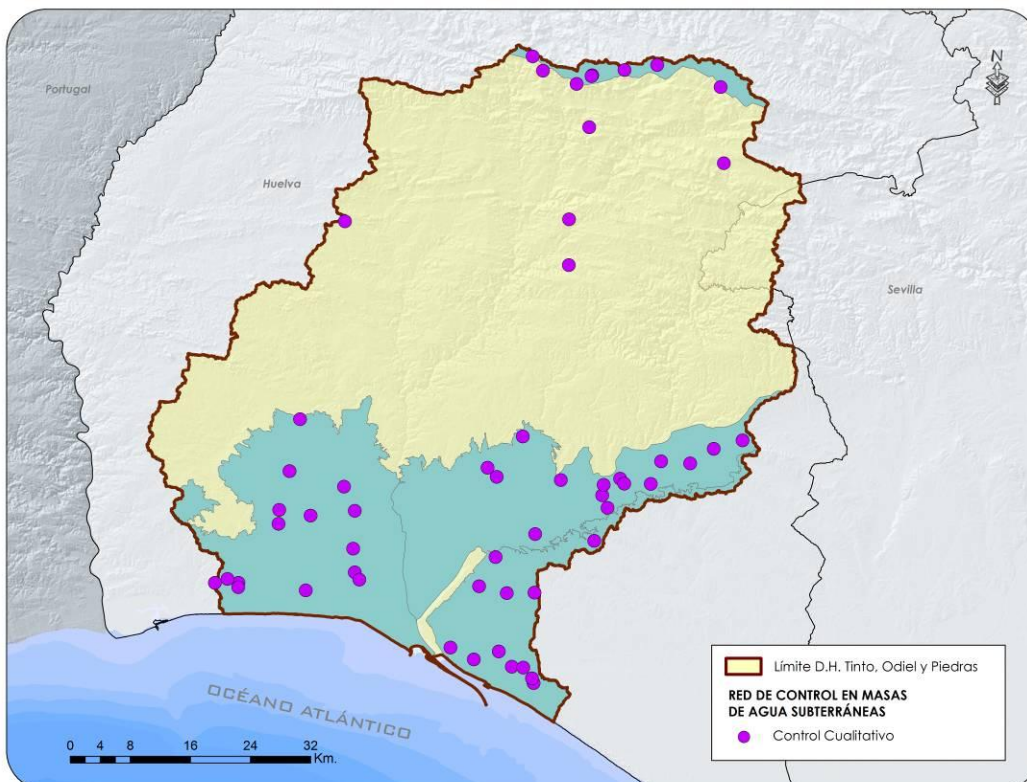 N
Portugal
Huelva
Sevilla
OCÉANO ATLÁNTICO
0 4 8 16 24 32
Km.
Límite D.H. Tinto, Odiel y Piedras
RED DE CONTROL EN MASAS
DE AGUA SUBTERRÁNEAS
Control Cualitativo